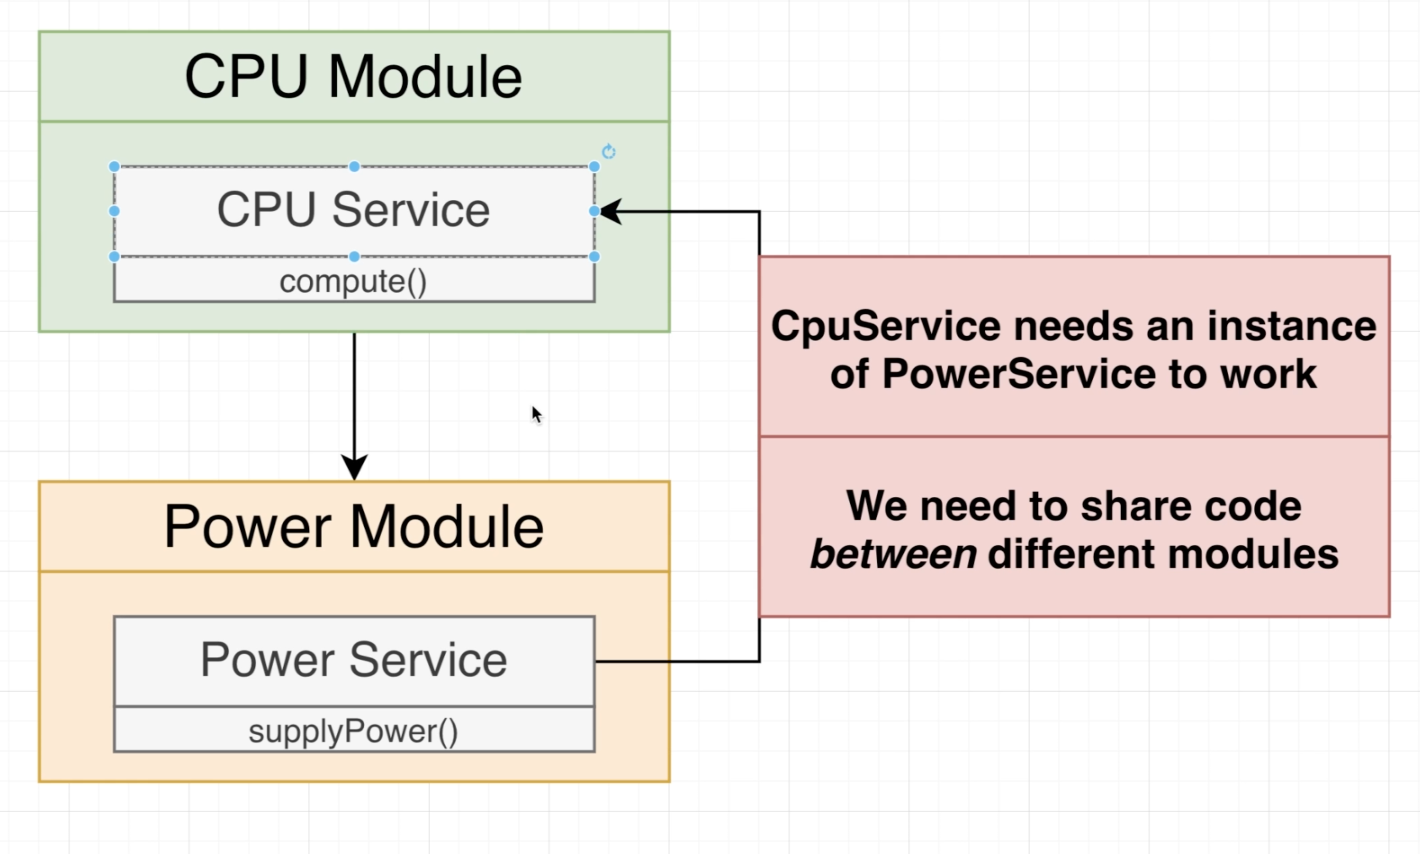 CPU Module
CPU Service
compute()
CpuService needs an instance
of PowerService to work
We need to share code
between different modules
Power Module
Power Service
supplyPower()